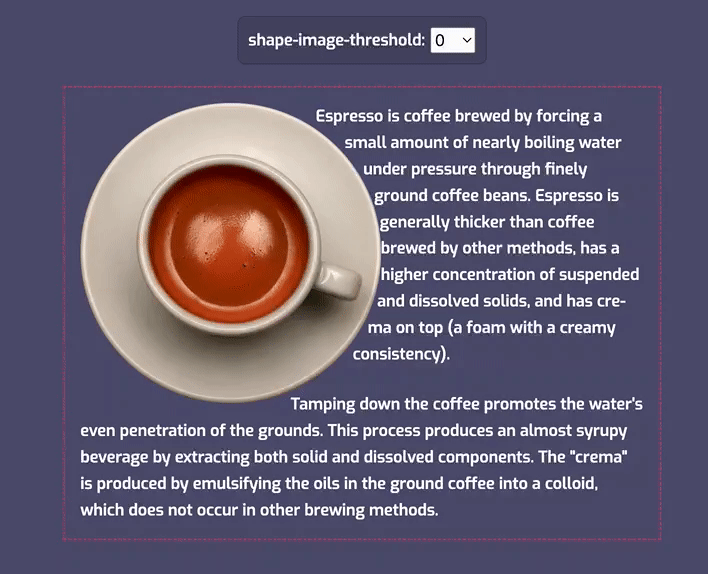 shape-image-threshold: 0
Espresso is coffee brewed by forcing a
small amount of nearly boiling water
under pressure through finely
ground coffee beans. Espresso is
generally thicker than coffee
brewed by other methods, has a
higher concentration of suspended
and dissolved solids, and has cre-
ma on top (a foam with a creamy
consistency).
Tamping down the coffee promotes the water's
even penetration of the grounds. This process produces an almost syrupy
beverage by extracting both solid and dissolved components. The "crema"
is produced by emulsifying the oils in the ground coffee into a colloid,
which does not occur in other brewing methods.